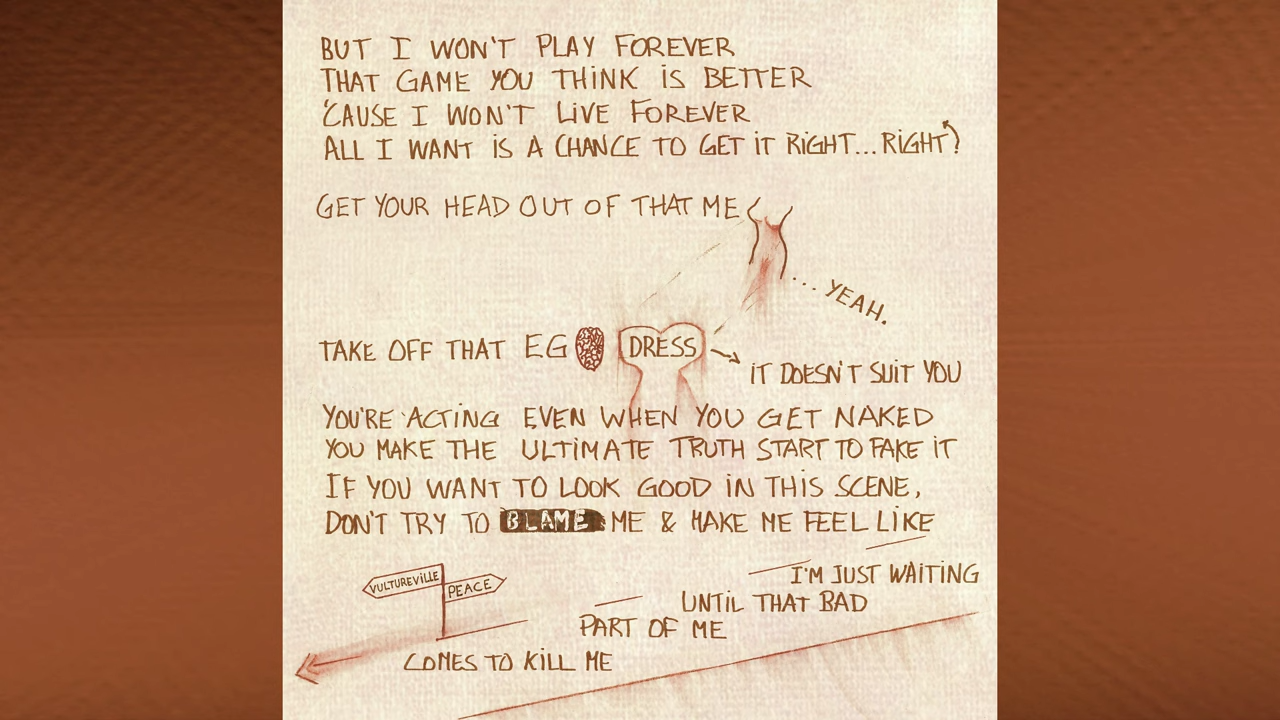 BUT I WON'T PLAY FOREVER
THAT GAME YOU THINK IS BETTER
'CAUSE I WON'T LIVE FOREVER
ALL I WANT IS A CHANCE TO GET IT RIGHT... RIGHT?
GET YOUR HEAD OUT OF THAT ME
... YEAH.
TAKE OFF THAT EG DRESS
IT DOESN'T SUIT YOU
YOU'RE ACTING EVEN WHEN YOU GET NAKED
YOU MAKE THE ULTIMATE TRUTH START TO FAKE IT
IF YOU WANT TO LOOK GOOD IN THIS SCENE,
DON'T TRY TO BLAME ME & MAKE ME FEEL LIKE
I'M JUST WAITING
UNTIL THAT BAD
PART OF ME
COMES TO KILL ME
VULTUREVILLE
PEACE